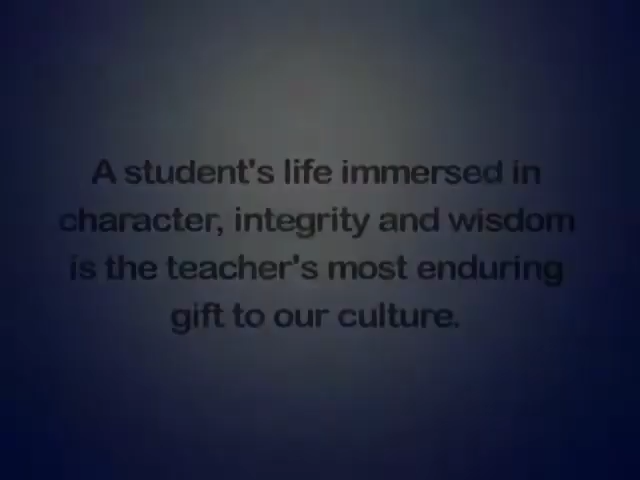 A student's life immersed in
character, integrity and wisdom
is the teacher's most enduring
gift to our culture.